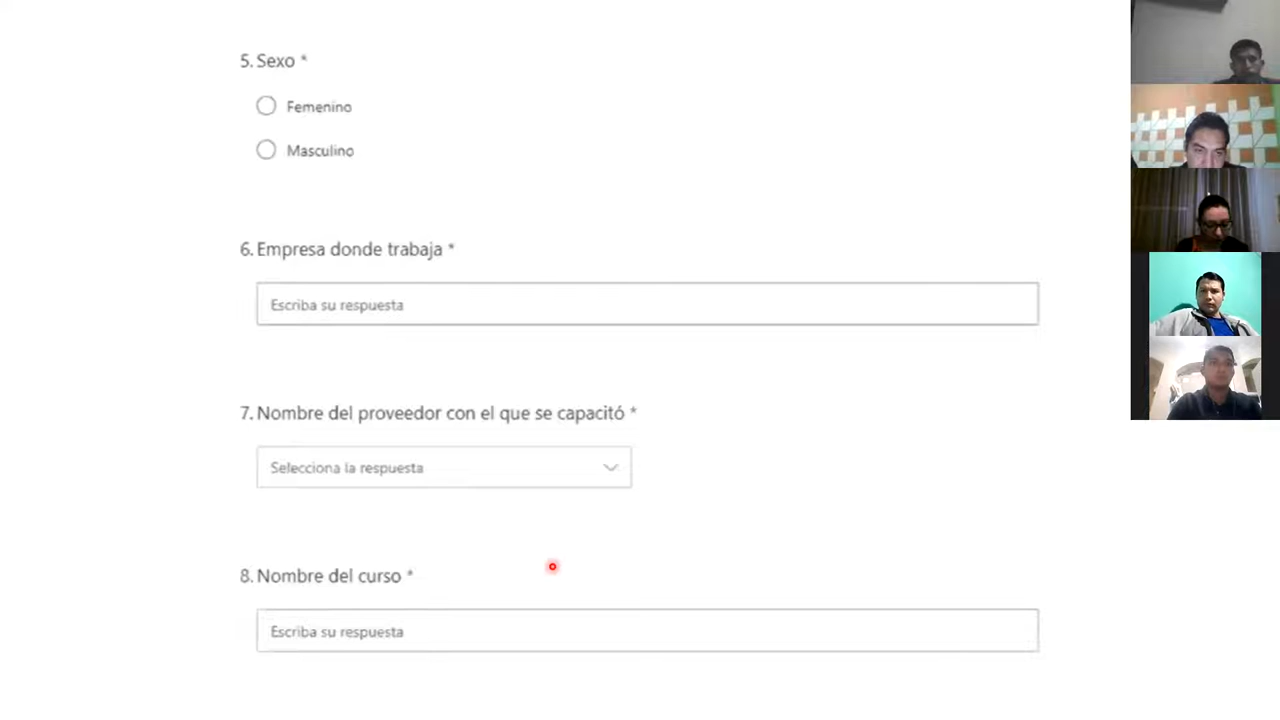 5. Sexo *
Femenino
Masculino
6. Empresa donde trabaja *
Escriba su respuesta
7. Nombre del proveedor con el que se capacitó *
Selecciona la respuesta
8. Nombre del curso *
Escriba su respuesta